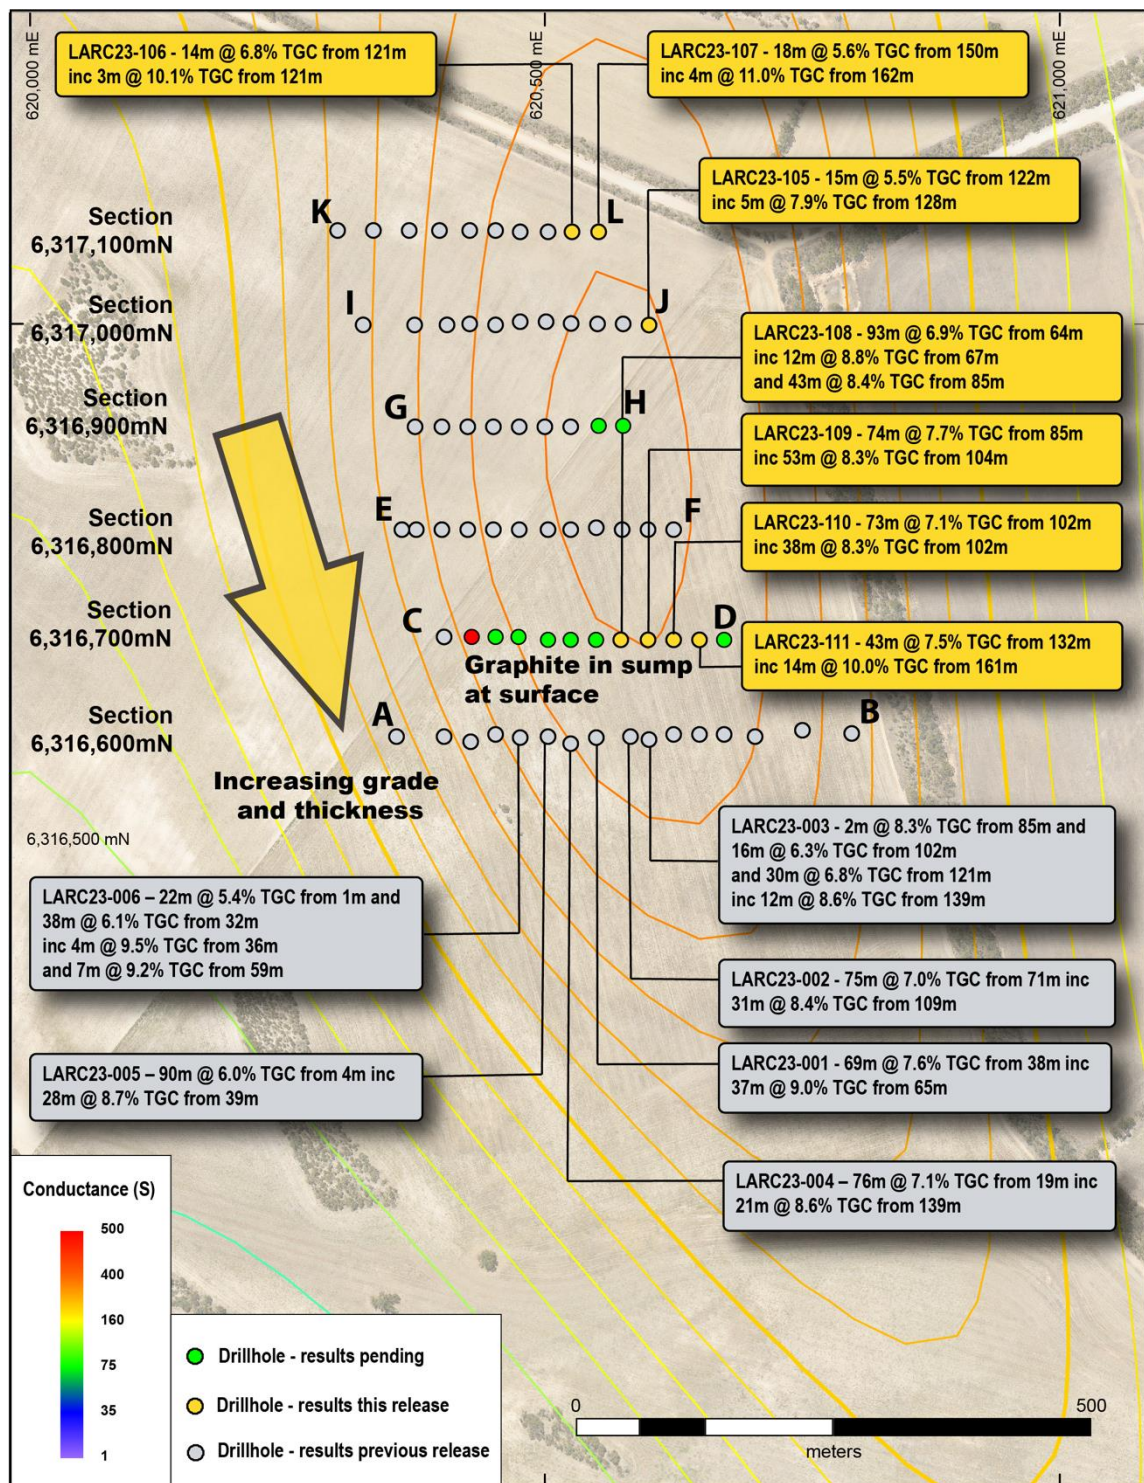 620,000 mE
620,500 mE
621,000 mE
LARC23-106 - 14m @ 6.8% TGC from 121m
inc 3m @ 10.1% TGC from 121m
LARC23-107 - 18m @ 5.6% TGC from 150m
inc 4m @ 11.0% TGC from 162m
LARC23-105 - 15m @ 5.5% TGC from 122m
inc 5m @ 7.9% TGC from 128m
Section
6,317,100mN
K
L
Section
6,317,000mN
I
J
LARC23-108 - 93m @ 6.9% TGC from 64m
inc 12m @ 8.8% TGC from 67m
and 43m @ 8.4% TGC from 85m
Section
6,316,900mN
G
H
LARC23-109 - 74m @ 7.7% TGC from 85m
inc 53m @ 8.3% TGC from 104m
Section
6,316,800mN
E
F
LARC23-110 - 73m @ 7.1% TGC from 102m
inc 38m @ 8.3% TGC from 102m
Section
6,316,700mN
C
D
Graphite in sump
at surface
LARC23-111 - 43m @ 7.5% TGC from 132m
inc 14m @ 10.0% TGC from 161m
Section
6,316,600mN
A
B
Increasing grade
and thickness
6,316,500 mN
LARC23-003 - 2m @ 8.3% TGC from 85m and
16m @ 6.3% TGC from 102m
and 30m @ 6.8% TGC from 121m
inc 12m @ 8.6% TGC from 139m
LARC23-006 – 22m @ 5.4% TGC from 1m and
38m @ 6.1% TGC from 32m
inc 4m @ 9.5% TGC from 36m
and 7m @ 9.2% TGC from 59m
LARC23-002 - 75m @ 7.0% TGC from 71m inc
31m @ 8.4% TGC from 109m
LARC23-005 – 90m @ 6.0% TGC from 4m inc
28m @ 8.7% TGC from 39m
LARC23-001 - 69m @ 7.6% TGC from 38m inc
37m @ 9.0% TGC from 65m
LARC23-004 – 76m @ 7.1% TGC from 19m inc
21m @ 8.6% TGC from 139m
Conductance (S)
500
400
160
75
35
1
Drillhole - results pending
Drillhole - results this release
Drillhole - results previous release
0
500
meters